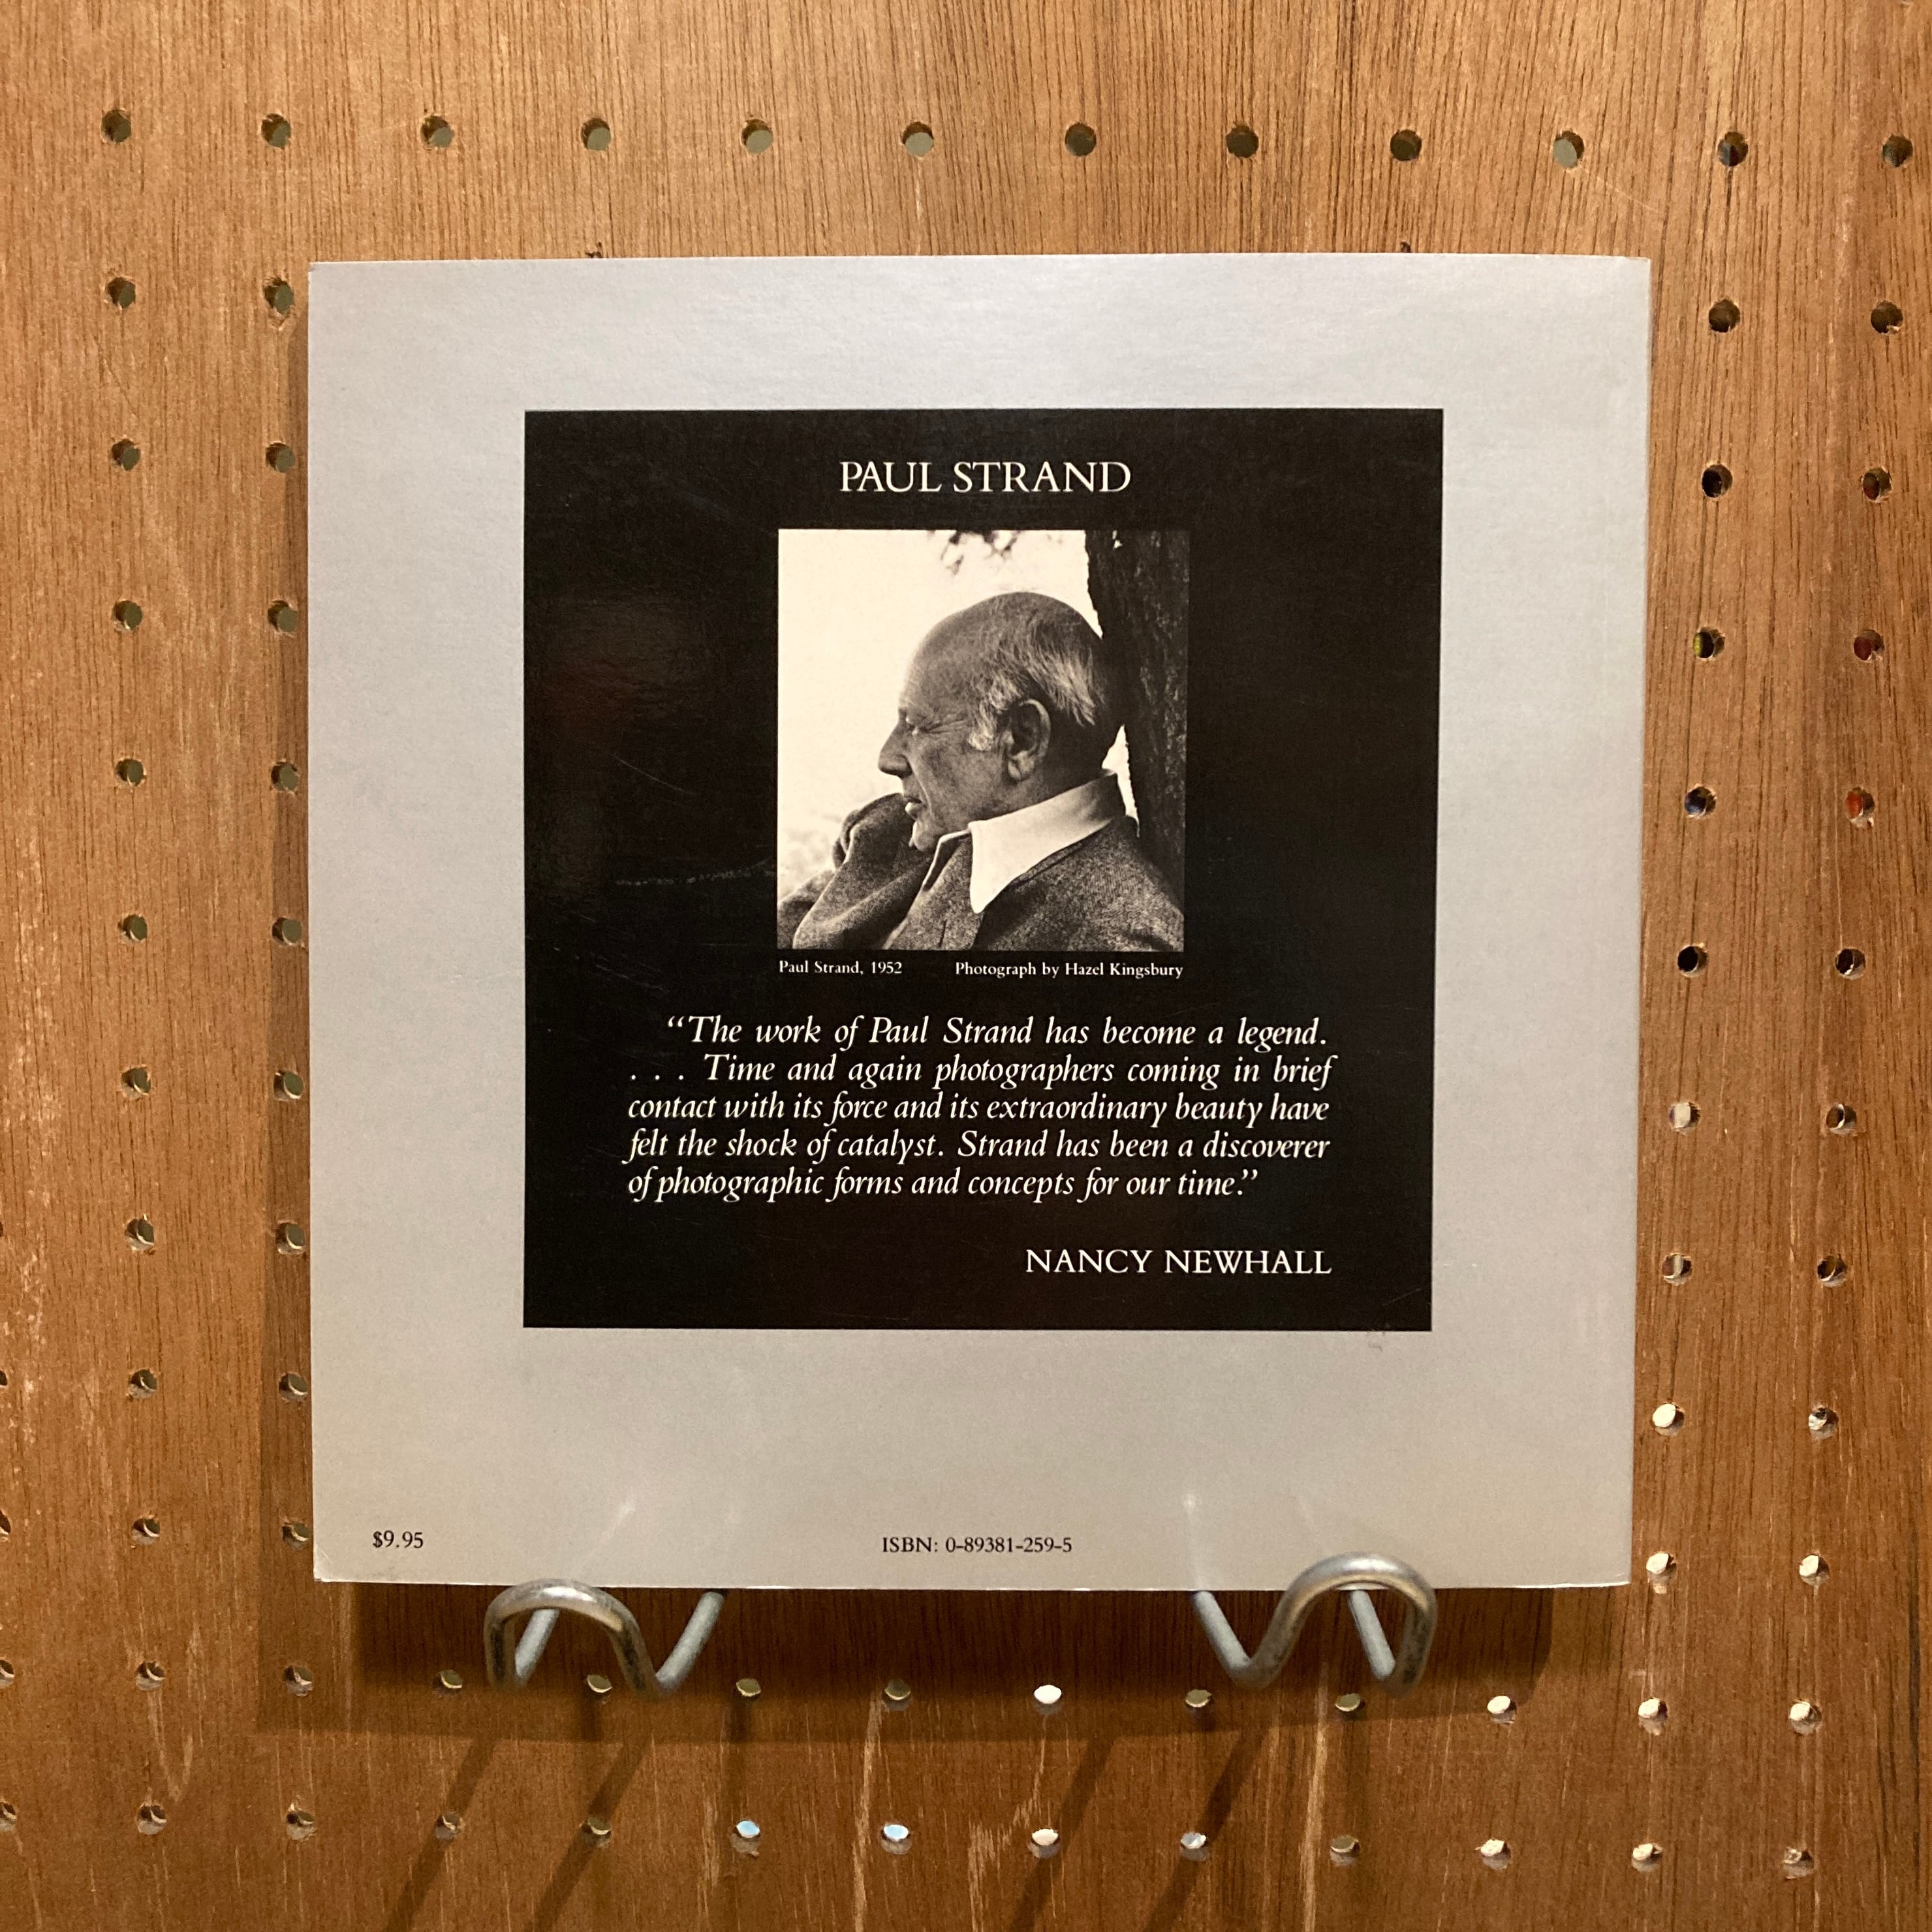 PAUL STRAND
Paul Strand, 1952 Photograph by Hazel Kingsbury
“The work of Paul Strand has become a legend.
. . . Time and again photographers coming in brief
contact with its force and its extraordinary beauty have
felt the shock of catalyst. Strand has been a discoverer
of photographic forms and concepts for our time.”
NANCY NEWHALL
$9.95 ISBN: 0-89381-259-5